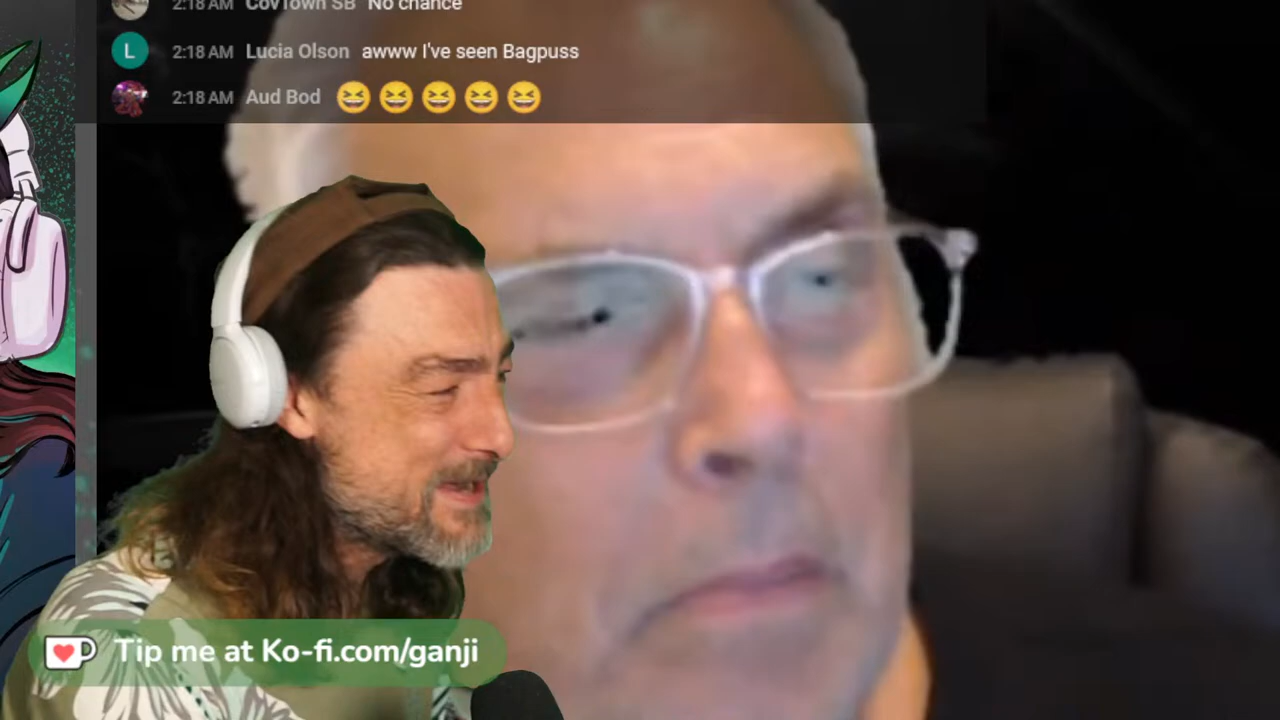 2:18 AM CovTown SB No chance
L 2:18 AM Lucia Olson awww I've seen Bagpuss
2:18 AM Aud Bod 😆😆😆😆😆
Tip me at Ko-fi.com/ganji